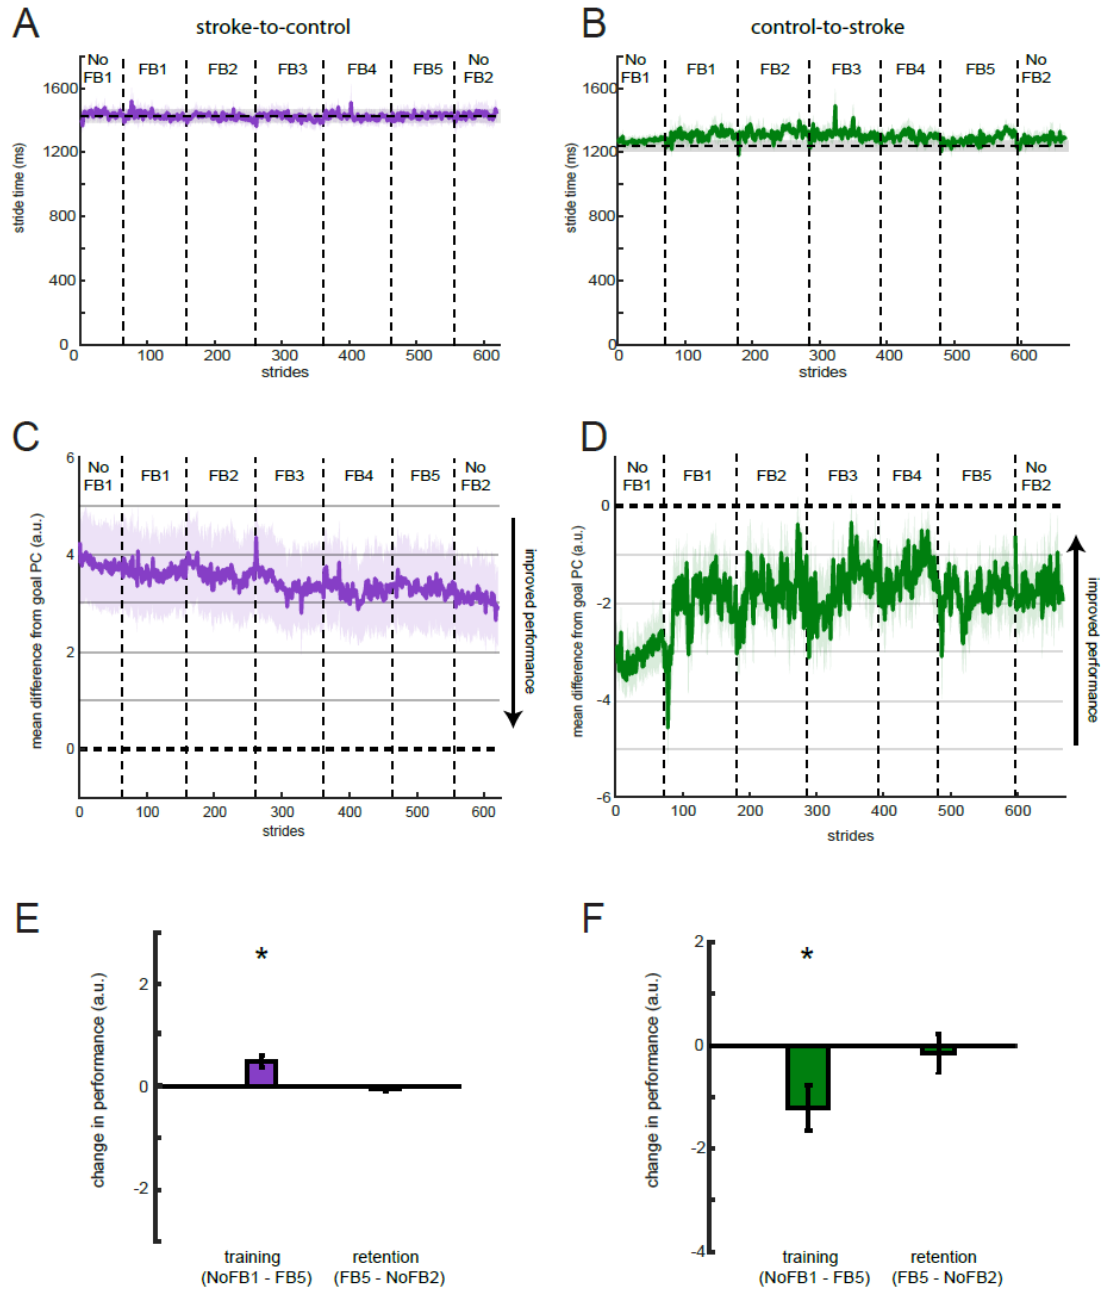 A
stroke-to-control
B
control-to-stroke
No
FB1
FB1
FB2
FB3
FB4
FB5
No
FB2
1600
1200
800
400
0
stride time (ms)
0
100
200
300
400
500
600
strides
No
FB1
FB1
FB2
FB3
FB4
FB5
No
FB2
1600
1200
800
400
0
stride time (ms)
0
100
200
300
400
500
600
strides
C
6
4
2
0
mean difference from goal PC (a.u.)
No
FB1
FB1
FB2
FB3
FB4
FB5
No
FB2
improved performance
0
100
200
300
400
500
600
strides
D
0
-2
-4
-6
mean difference from goal PC (a.u.)
No
FB1
FB1
FB2
FB3
FB4
FB5
No
FB2
improved performance
0
100
200
300
400
500
600
strides
E
2
0
-2
change in performance (a.u.)
*
training
(NoFB1 - FB5)
retention
(FB5 - NoFB2)
F
2
0
-2
-4
change in performance (a.u.)
*
training
(NoFB1 - FB5)
retention
(FB5 - NoFB2)